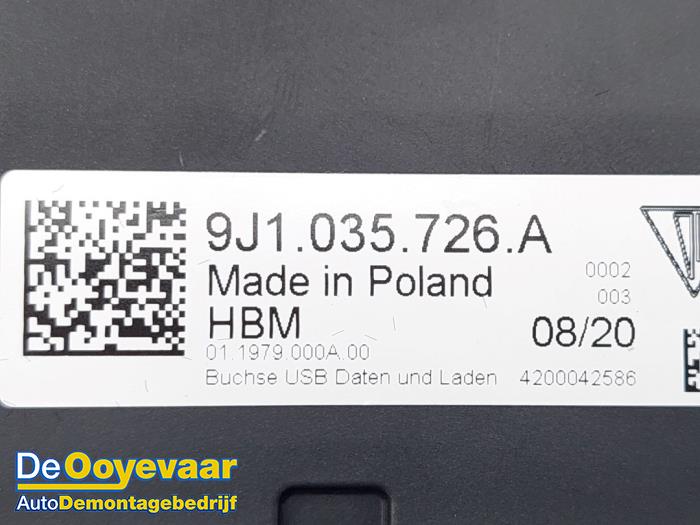 9J1.035.726.A
Made in Poland
0002
003
HBM
08/20
01.1979.000A.00
Buchse USB Daten und Laden
4200042586
De Ooyevaar
AutoDemontagebedrijf